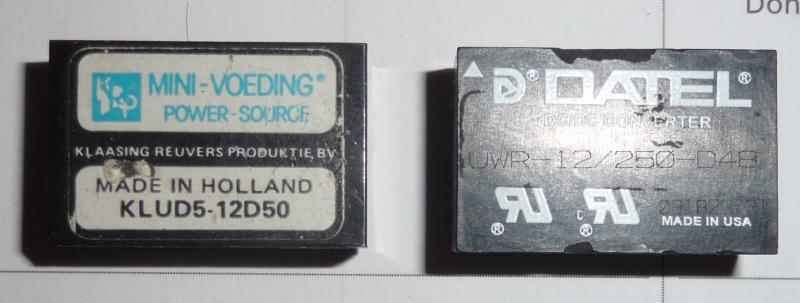 Don
MINI-VOEDING®
POWER-SOURCE
KLAASING REUVERS PRODUKTIE BV
MADE IN HOLLAND
KLUD5-12D50
D® DATEL®
DC/DC CONVERTER
UWR-12/250-D48
MADE IN USA